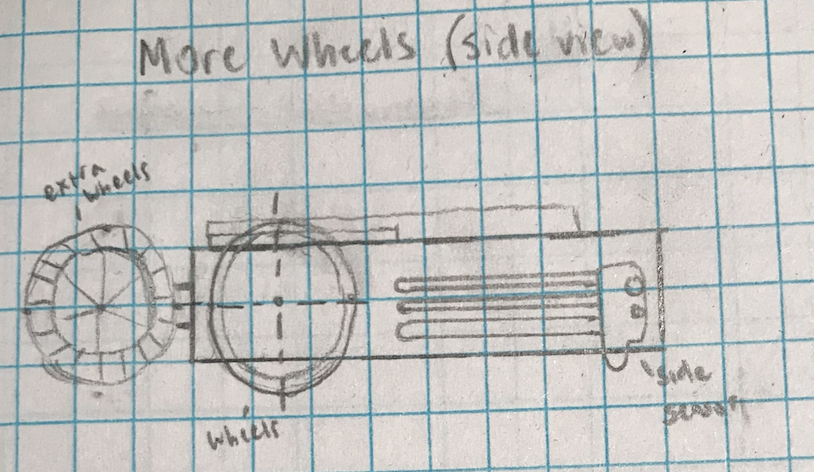 More Wheels (side view)
extra
wheels
wheels
side